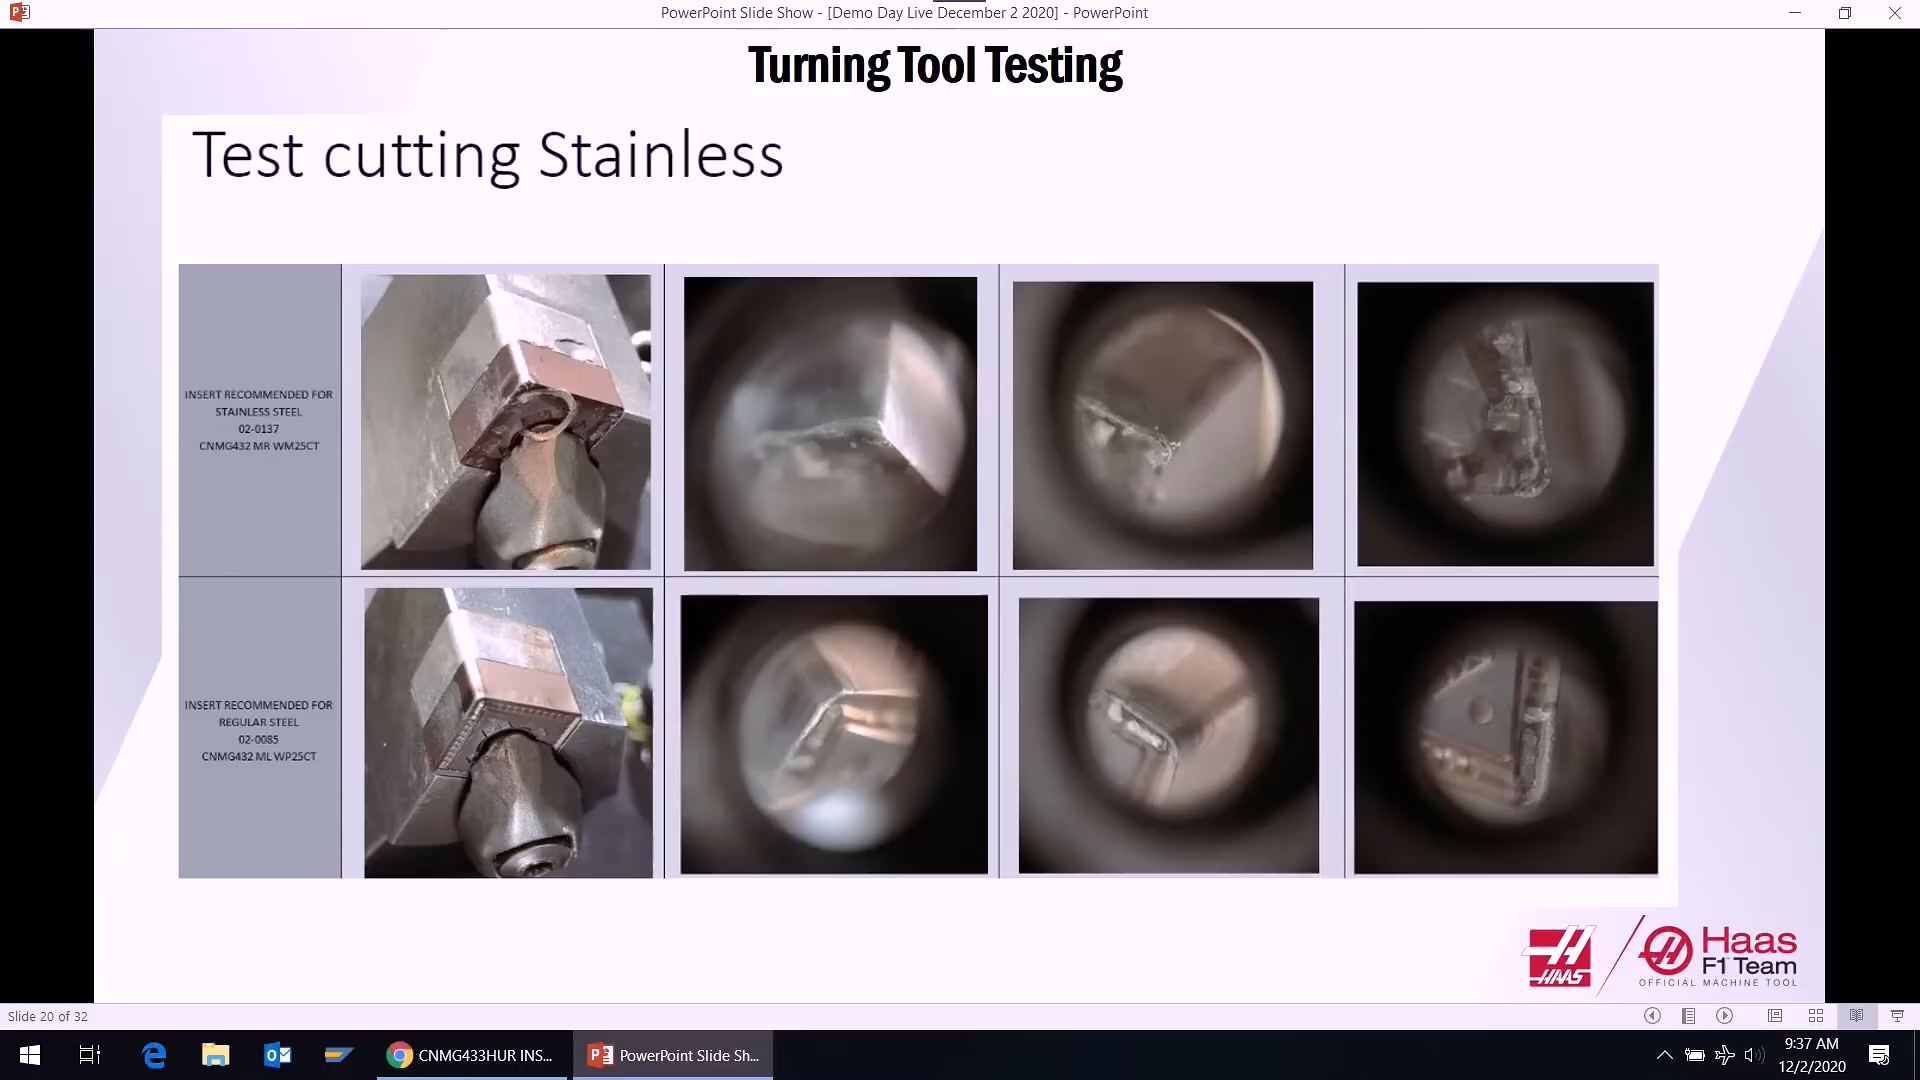 PowerPoint Slide Show - [Demo Day Live December 2 2020] - PowerPoint
Turning Tool Testing
Test cutting Stainless
INSERT RECOMMENDED FOR
STAINLESS STEEL
02-0137
CNMG432 MR WM25CT
INSERT RECOMMENDED FOR
REGULAR STEEL
02-0085
CNMG432 ML WP25CT
HAAS
Haas
F1 Team
OFFICIAL MACHINE TOOL
Slide 20 of 32
CNMG433HUR INS...
PowerPoint Slide Sh...
9:37 AM
12/2/2020